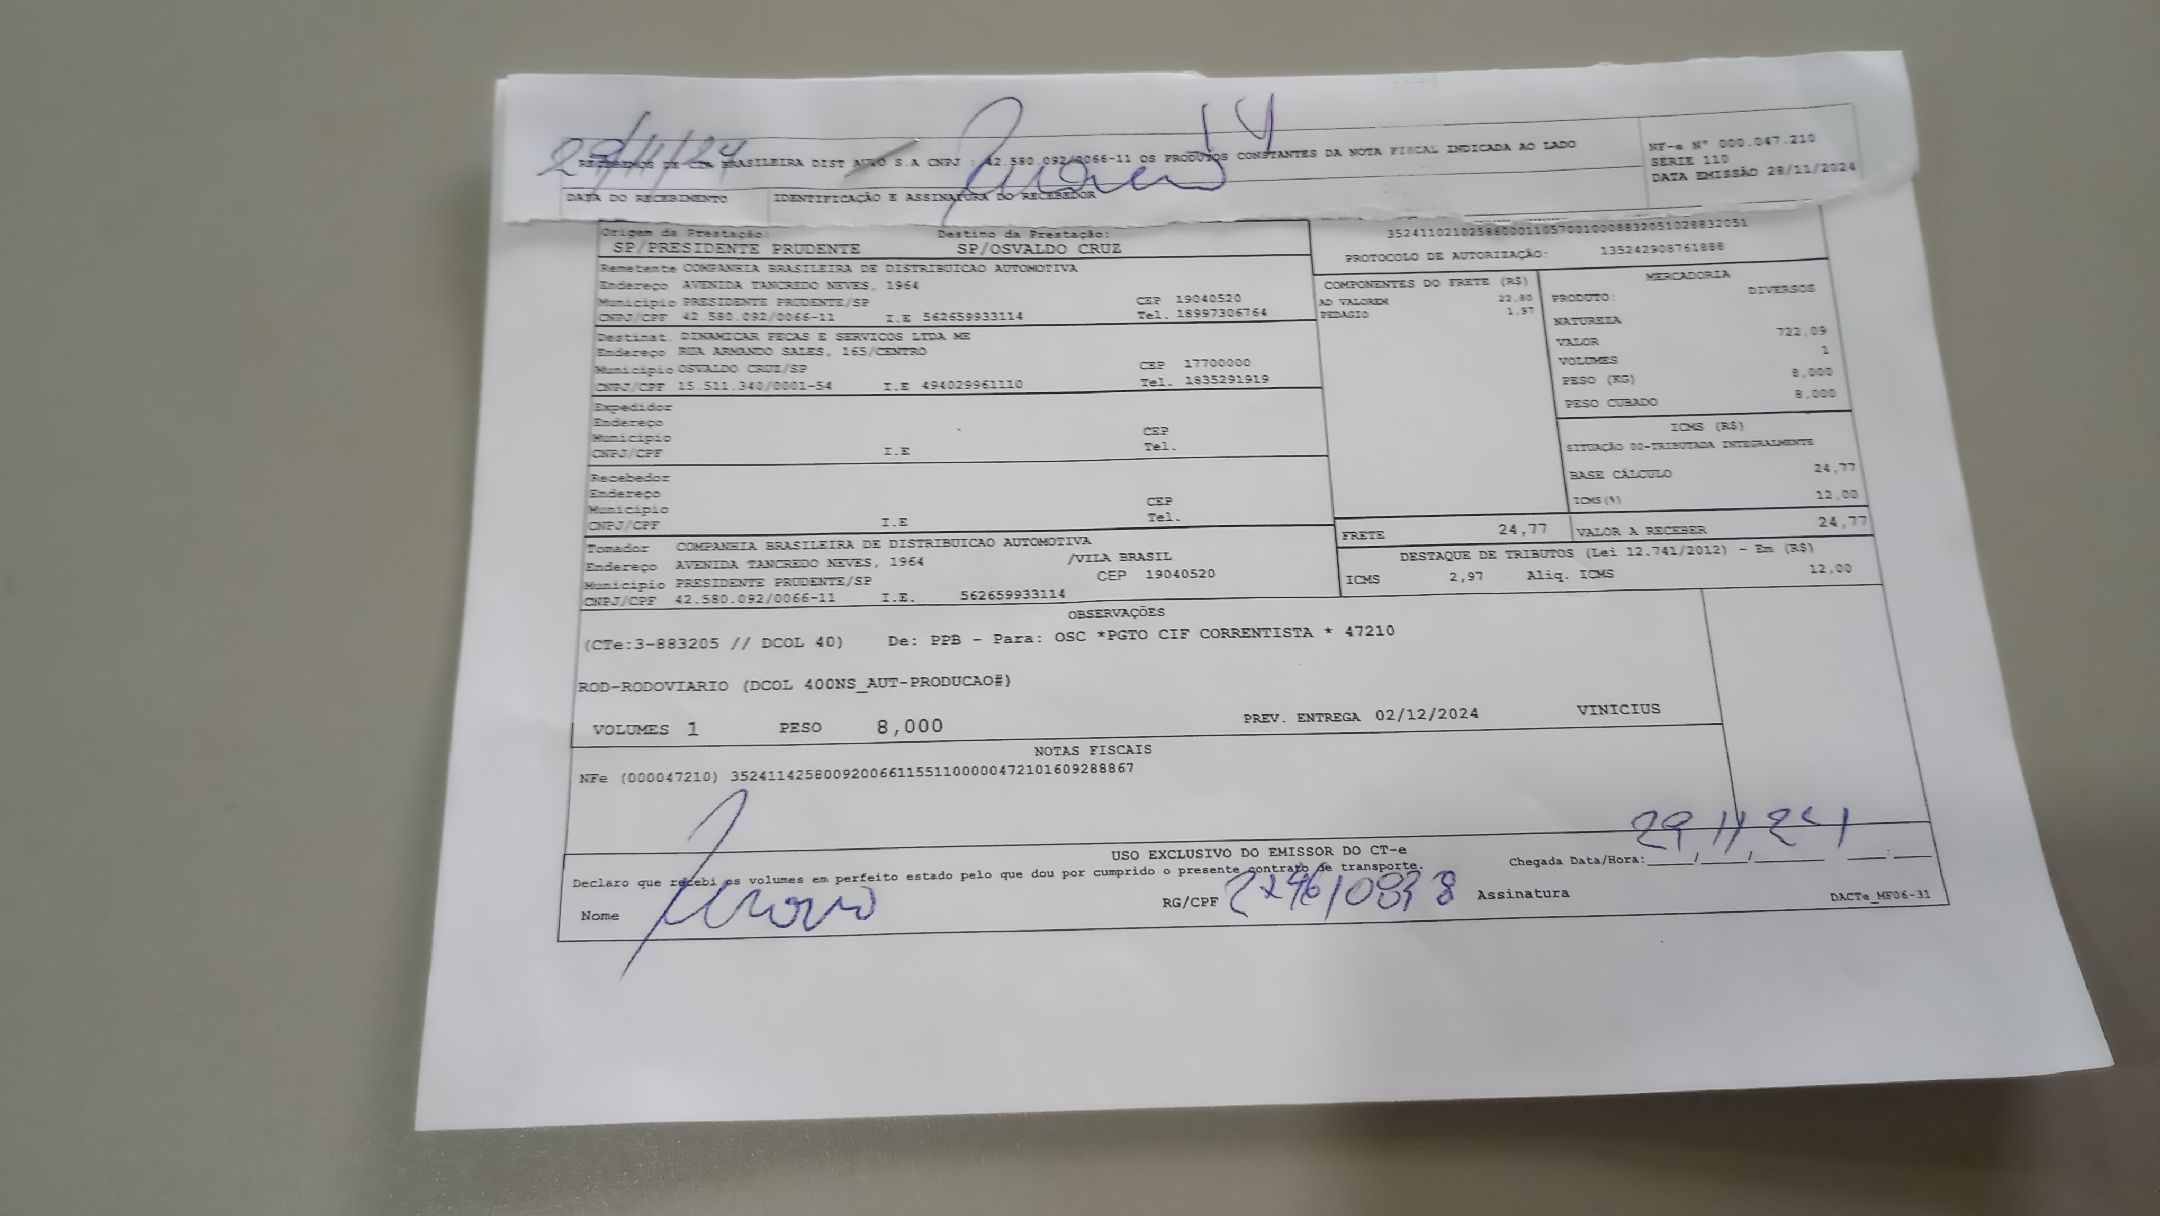 29/11/24
RECEBEMOS DE CIA BRASILEIRA DIST AUTO S.A CNPJ : 42.580.092/0066-11 OS PRODUTOS CONSTANTES DA NOTA FISCAL INDICADA AO LADO
NF-e N° 000.047.210
SÉRIE 110
DATA EMISSÃO 28/11/2024
DATA DO RECEBIMENTO IDENTIFICAÇÃO E ASSINATURA DO RECEBEDOR
Origem da Prestação: Destino da Prestação:
SP/PRESIDENTE PRUDENTE SP/OSVALDO CRUZ
35241102102586000110570010008832051028832051
PROTOCOLO DE AUTORIZAÇÃO: 135242908761888
Remetente COMPANHIA BRASILEIRA DE DISTRIBUICAO AUTOMOTIVA
Endereço AVENIDA TANCREDO NEVES, 1964
Município PRESIDENTE PRUDENTE/SP CEP 19040520
CNPJ/CPF 42.580.092/0066-11 I.E 562659933114 Tel. 18997306764
Destinat. DINAMICAR PECAS E SERVICOS LTDA ME
Endereço RUA ARMANDO SALES, 165/CENTRO
Município OSVALDO CRUZ/SP CEP 17700000
CNPJ/CPF 15.511.340/0001-54 I.E 494029961110 Tel. 1835291919
Expedidor
Endereço
Município CEP
CNPJ/CPF I.E Tel.
Recebedor
Endereço
Município CEP
CNPJ/CPF I.E Tel.
Tomador COMPANHIA BRASILEIRA DE DISTRIBUICAO AUTOMOTIVA
Endereço AVENIDA TANCREDO NEVES, 1964 /VILA BRASIL
Município PRESIDENTE PRUDENTE/SP CEP 19040520
CNPJ/CPF 42.580.092/0066-11 I.E. 562659933114
COMPONENTES DO FRETE (R$)
AD VALOREM 22,80
PEDAGIO 1,97
MERCADORIA
PRODUTO: DIVERSOS
NATUREZA
VALOR 722,09
VOLUMES 1
PESO (KG) 8,000
PESO CUBADO 8,000
ICMS (R$)
SITUAÇÃO 00-TRIBUTADA INTEGRALMENTE
BASE CÁLCULO 24,77
ICMS(%) 12,00
FRETE 24,77 VALOR A RECEBER 24,77
DESTAQUE DE TRIBUTOS (Lei 12.741/2012) - Em (R$)
ICMS 2,97 Aliq. ICMS 12,00
OBSERVAÇÕES
(CTe:3-883205 // DCOL 40) De: PPB - Para: OSC *PGTO CIF CORRENTISTA * 47210
ROD-RODOVIARIO (DCOL 400NS_AUT-PRODUCAO#)
VOLUMES 1 PESO 8,000 PREV. ENTREGA 02/12/2024 VINICIUS
NOTAS FISCAIS
NFe (000047210) 35241142580092006611551100000472101609288867
USO EXCLUSIVO DO EMISSOR DO CT-e
Declaro que recebi os volumes em perfeito estado pelo que dou por cumprido o presente contrato de transporte.
Chegada Data/Hora: 29 11 24
Nome RG/CPF Assinatura
DACTe_MF06-31